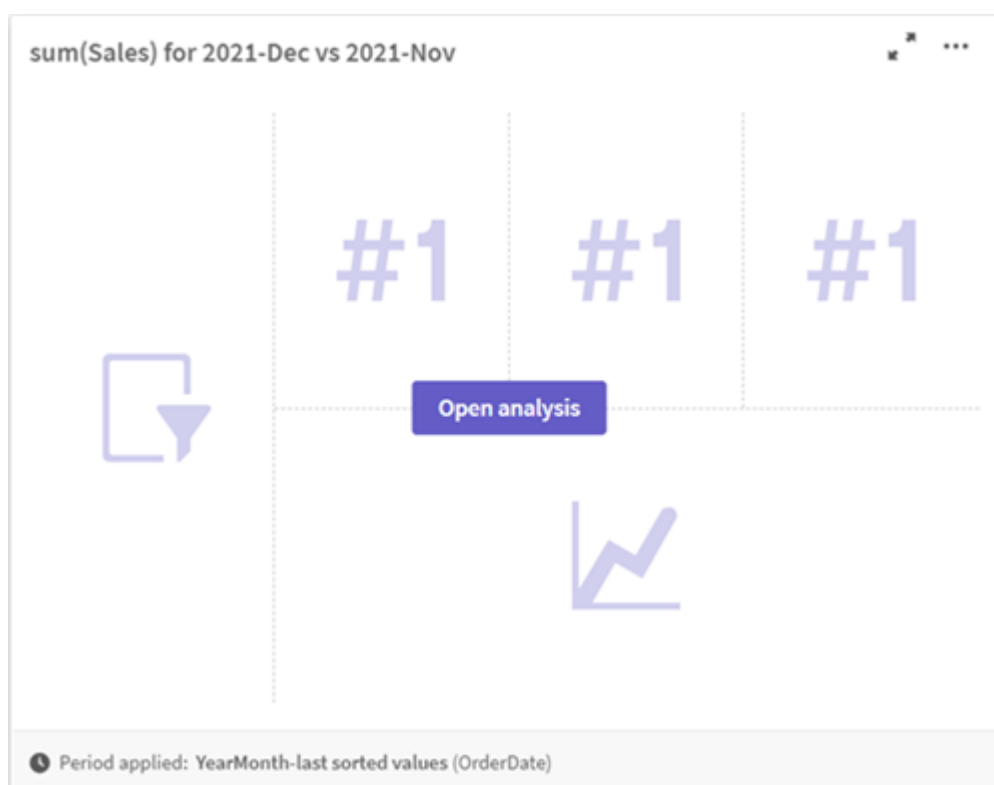 sum(Sales) for 2021-Dec vs 2021-Nov
#1 #1 #1
Open analysis
Period applied: YearMonth-last sorted values (OrderDate)